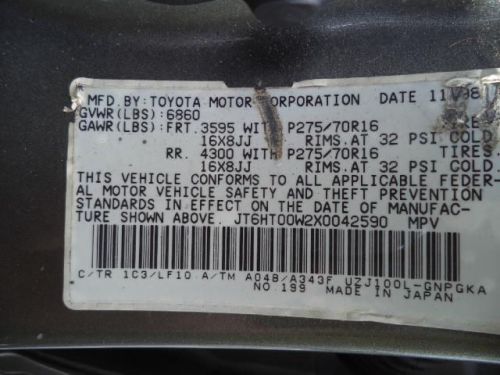 MFD. BY: TOYOTA MOTOR CORPORATION DATE 11/98
GVWR(LBS):6860
GAWR(LBS):FRT. 3595 WITH P275/70R16 TIRES
16X8JJ RIMS.AT 32 PSI COLD
RR. 4300 WITH P275/70R16 TIRES
16X8JJ RIMS.AT 32 PSI COLD
THIS VEHICLE CONFORMS TO ALL APPLICABLE FEDER-
AL MOTOR VEHICLE SAFETY AND THEFT PREVENTION
STANDARDS IN EFFECT ON THE DATE OF MANUFAC-
TURE SHOWN ABOVE. JT6HT00W2X0042590 MPV
C/TR 1C3/LF10 A/TM A04B/A343F UZJ100L-GNPGKA
NO 199 MADE IN JAPAN